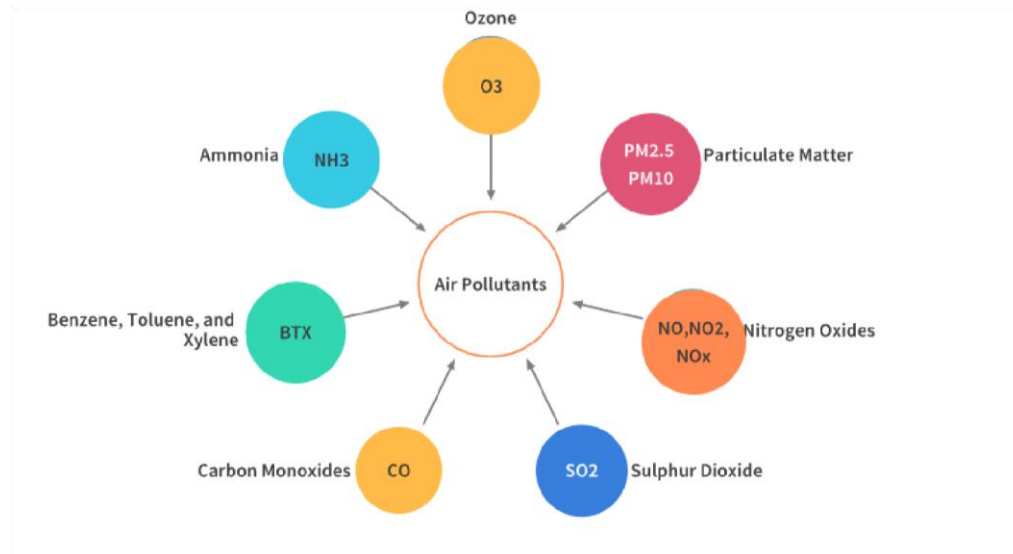 Ozone
O3
Ammonia
NH3
PM2.5
PM10
Particulate Matter
Air Pollutants
Benzene, Toluene, and
Xylene
BTX
NO,NO2,
NOx
Nitrogen Oxides
Carbon Monoxides
CO
SO2
Sulphur Dioxide